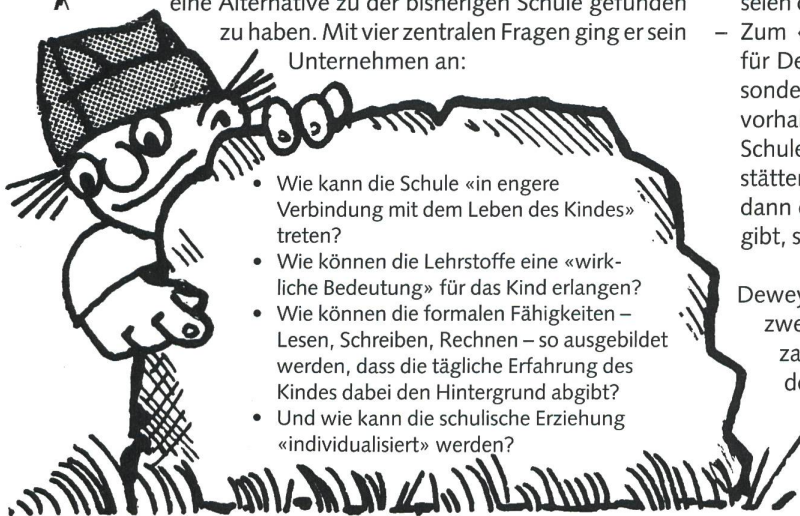 eine Alternative zu der bisherigen Schule gefunden
zu haben. Mit vier zentralen Fragen ging er sein
Unternehmen an:
• Wie kann die Schule «in engere
Verbindung mit dem Leben des Kindes»
treten?
• Wie können die Lehrstoffe eine «wirk-
liche Bedeutung» für das Kind erlangen?
• Wie können die formalen Fähigkeiten –
Lesen, Schreiben, Rechnen – so ausgebildet
werden, dass die tägliche Erfahrung des
Kindes dabei den Hintergrund abgibt?
• Und wie kann die schulische Erziehung
«individualisiert» werden?
seien
– Zum
für De
sonde
vorha
Schule
stätte
dann
gibt, s
Dewey
zwe
za
de